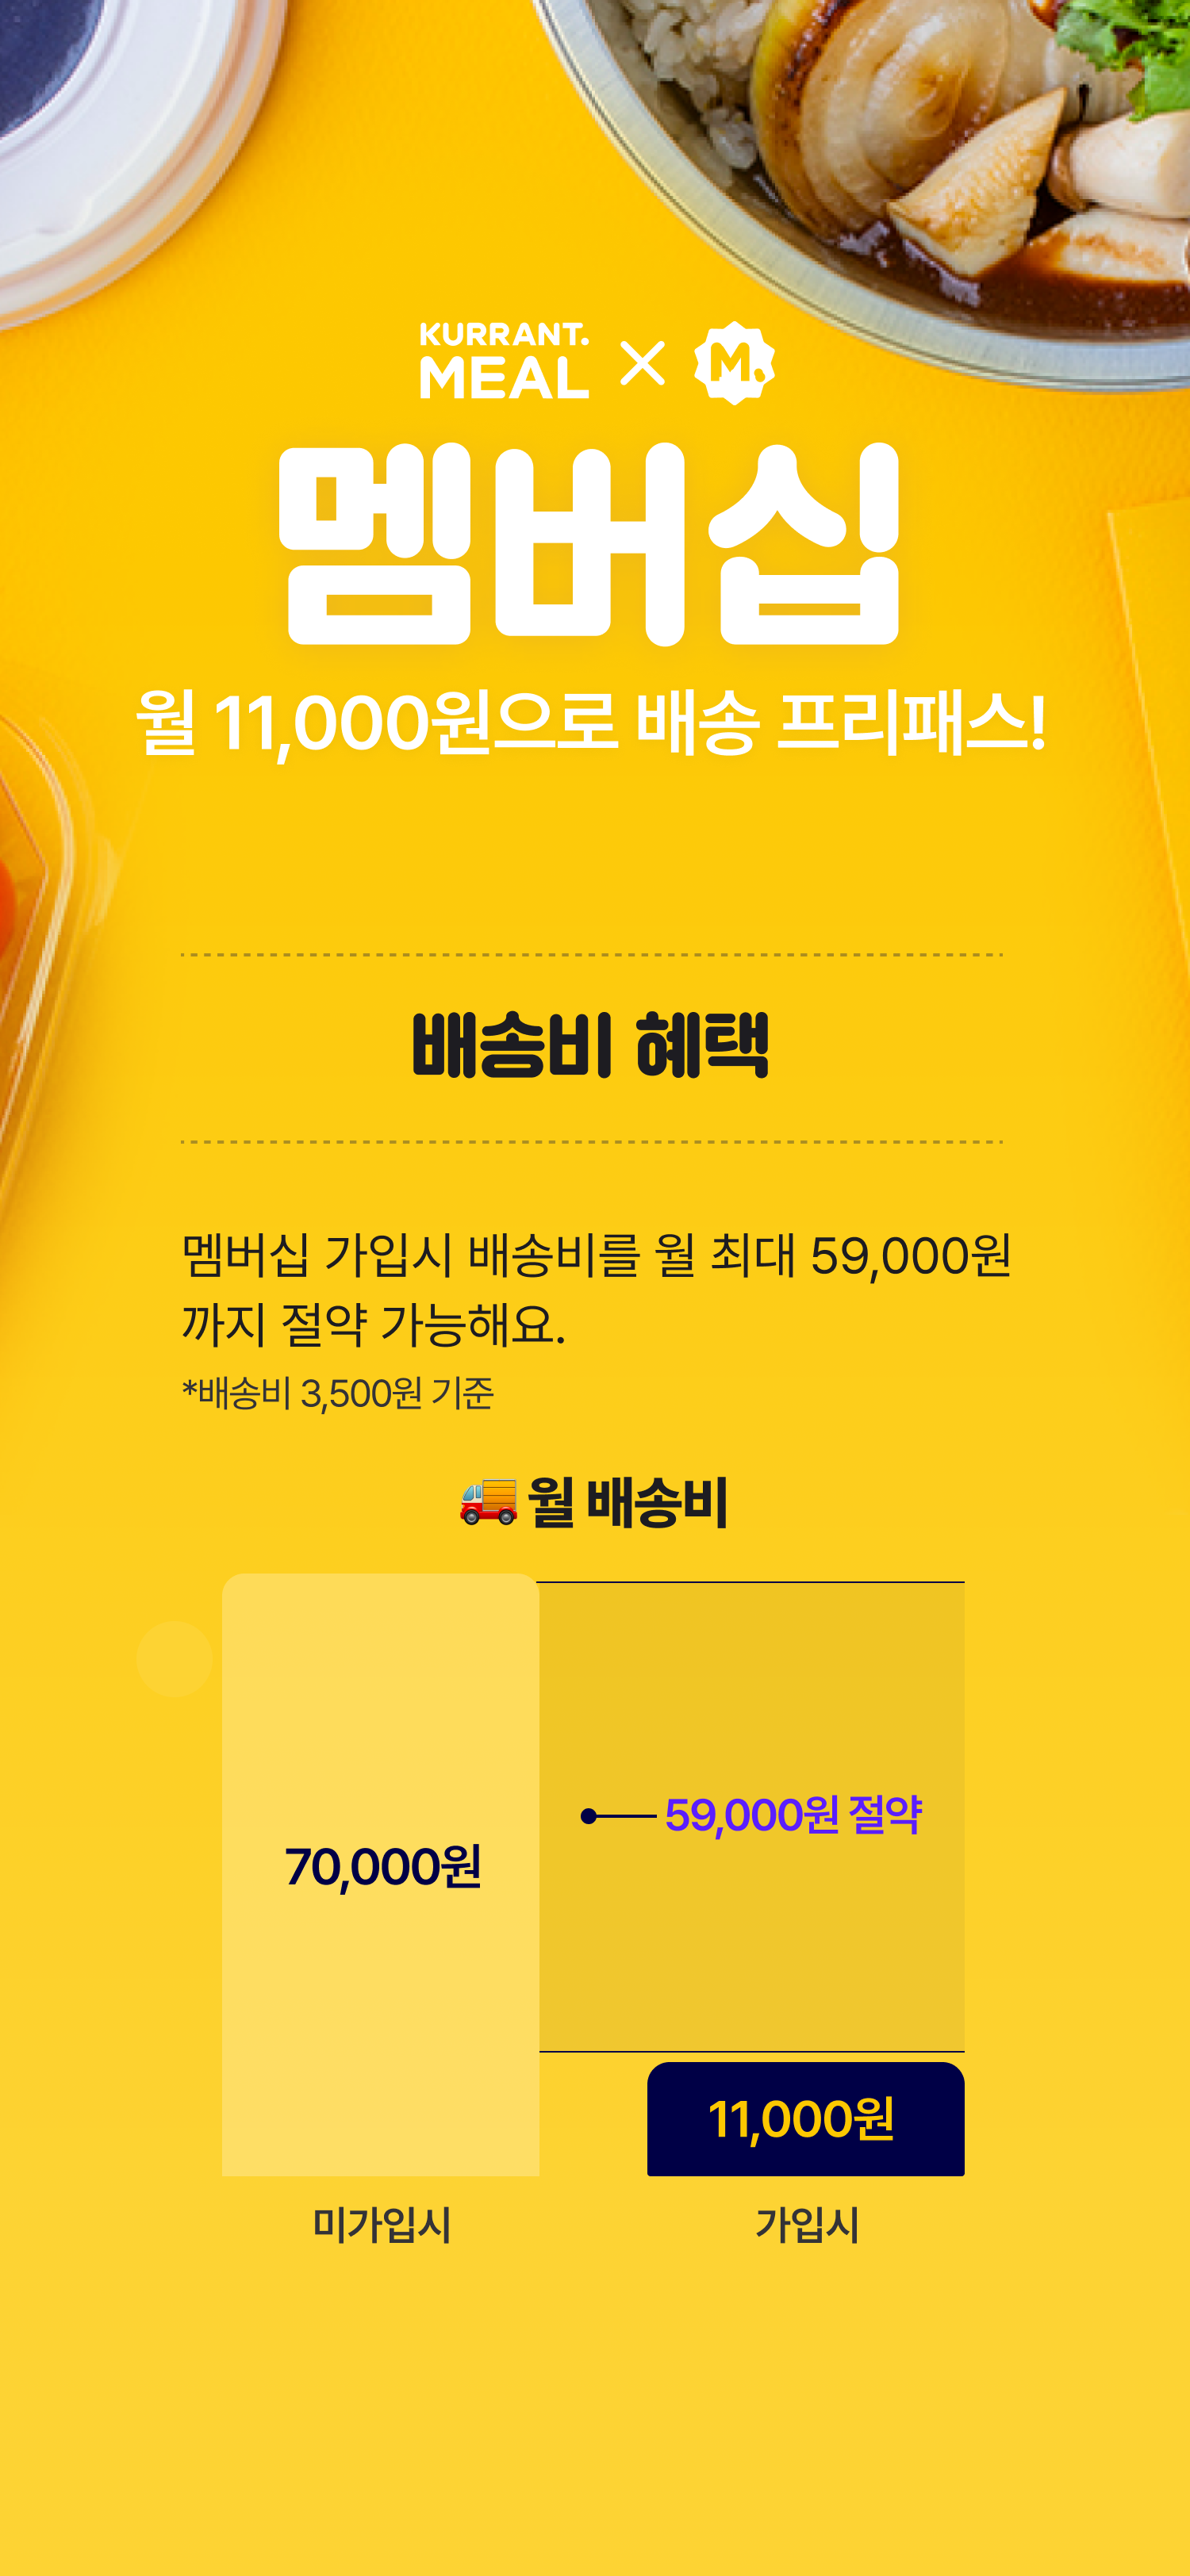 KURRANT.
MEAL × M.
멤버십
월 11,000원으로 배송 프리패스!
배송비 혜택
멤버십 가입시 배송비를 월 최대 59,000원
까지 절약 가능해요.
*배송비 3,500원 기준
🚚 월 배송비
59,000원 절약
70,000원
11,000원
미가입시 가입시